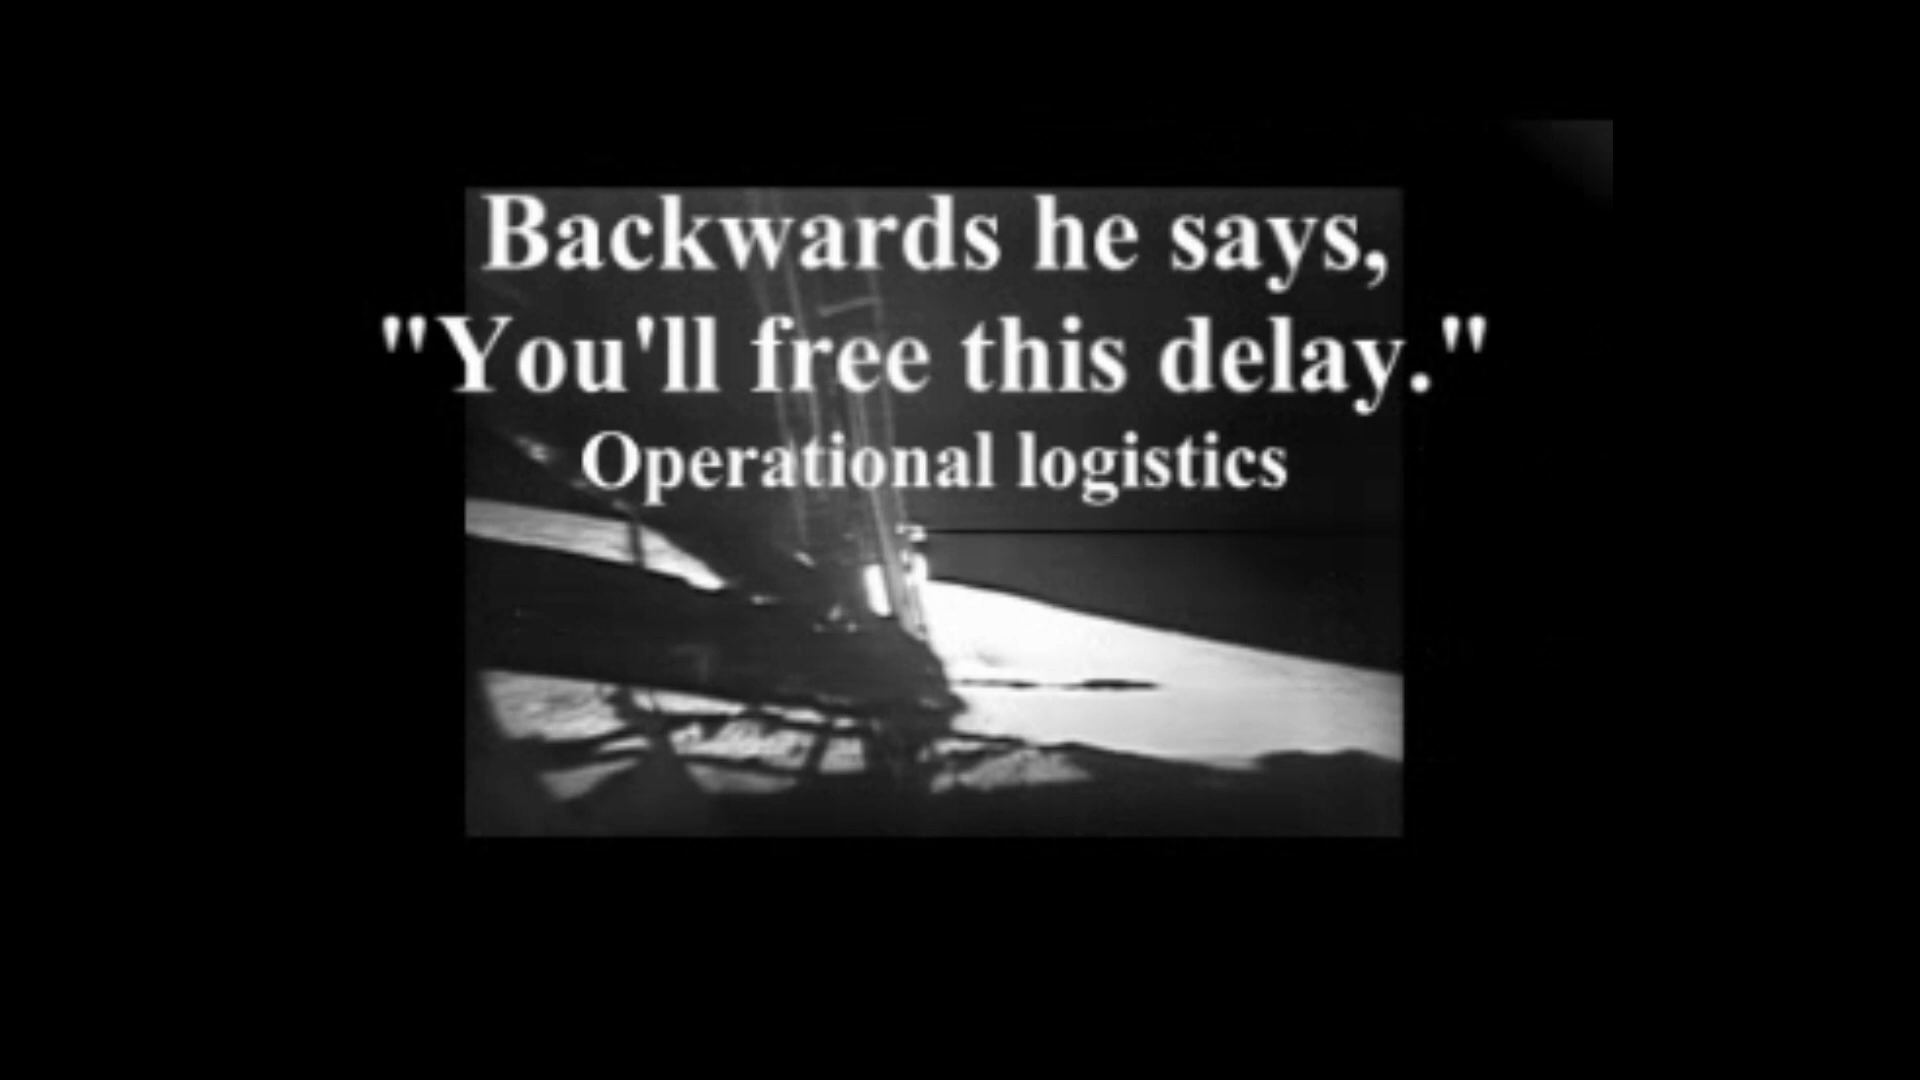 Backwards he says,
"You'll free this delay."
Operational logistics